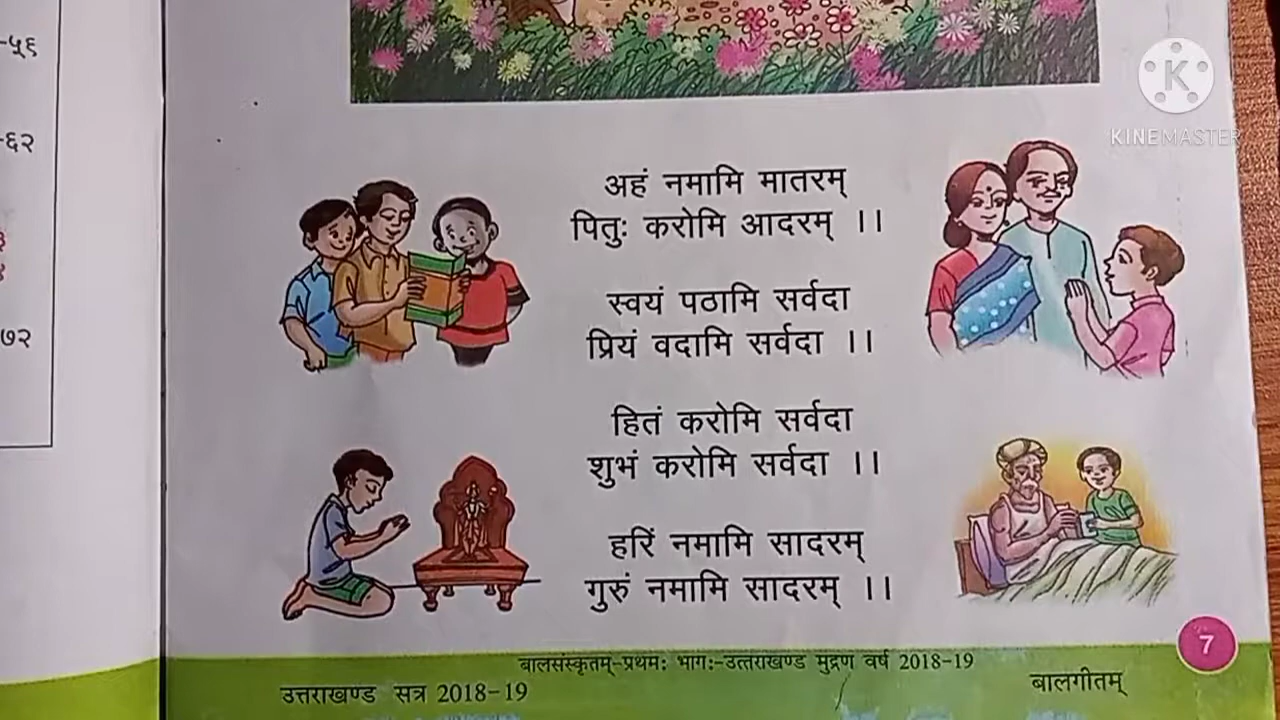 -५६
-६२
७२
KINEMASTER
अहं नमामि मातरम्
पितुः करोमि आदरम् ।।
स्वयं पठामि सर्वदा
प्रियं वदामि सर्वदा ।।
हितं करोमि सर्वदा
शुभं करोमि सर्वदा ।।
हरिं नमामि सादरम्
गुरुं नमामि सादरम् ।।
7
बालसंस्कृतम्-प्रथमः भागः-उत्तराखण्ड मुद्रण वर्ष 2018-19
उत्तराखण्ड सत्र 2018-19
बालगीतम्